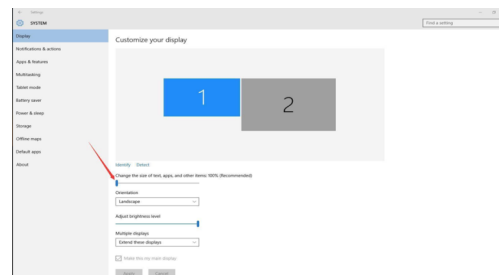 Settings
SYSTEM
Find a setting
Display
Notifications & actions
Apps & features
Multitasking
Tablet mode
Battery saver
Power & sleep
Storage
Offline maps
Default apps
About
Customize your display
1
2
Identify Detect
Change the size of text, apps, and other items: 100% (Recommended)
Orientation
Landscape
Adjust brightness level
Multiple displays
Extend these displays
Make this my main display
Apply Cancel